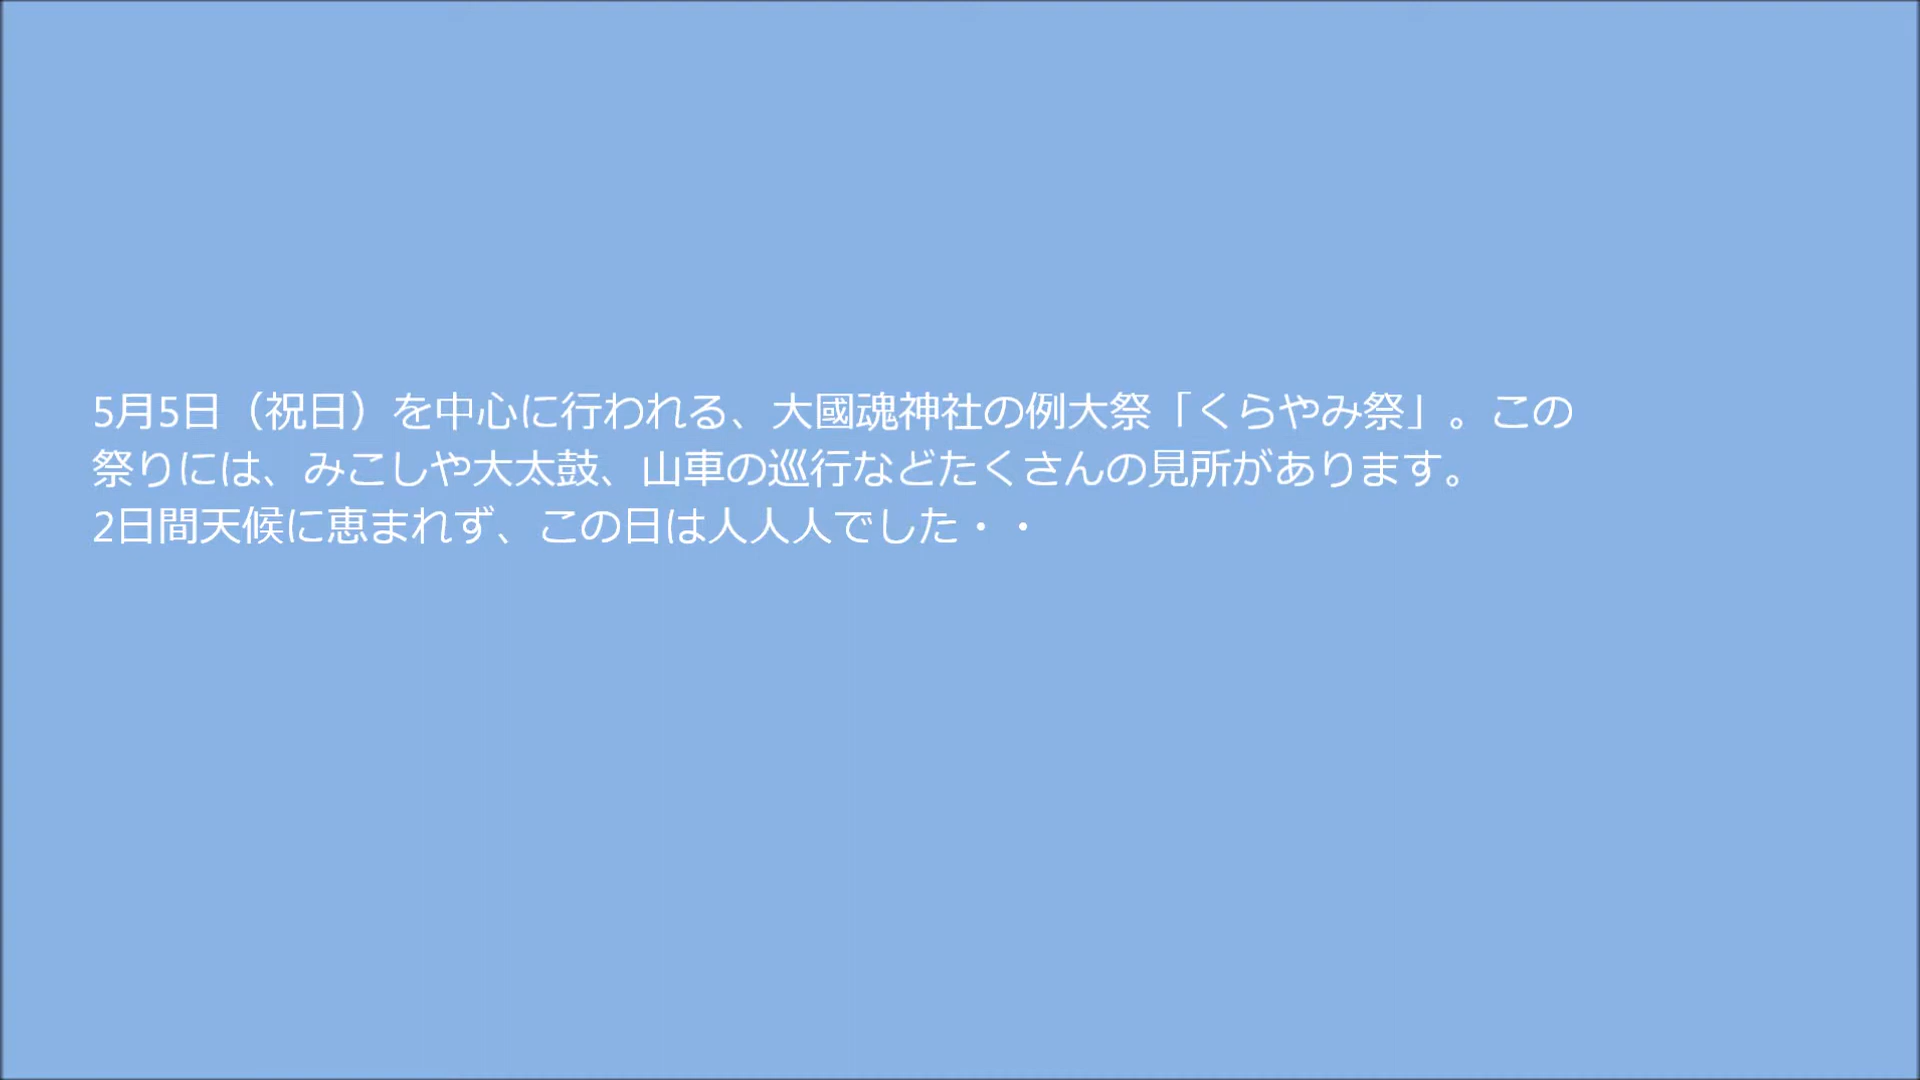 5月5日（祝日）を中心に行われる、大國魂神社の例大祭「くらやみ祭」。この
祭りには、みこしや大太鼓、山車の巡行などたくさんの見所があります。
2日間天候に恵まれず、この日は人人人でした・・